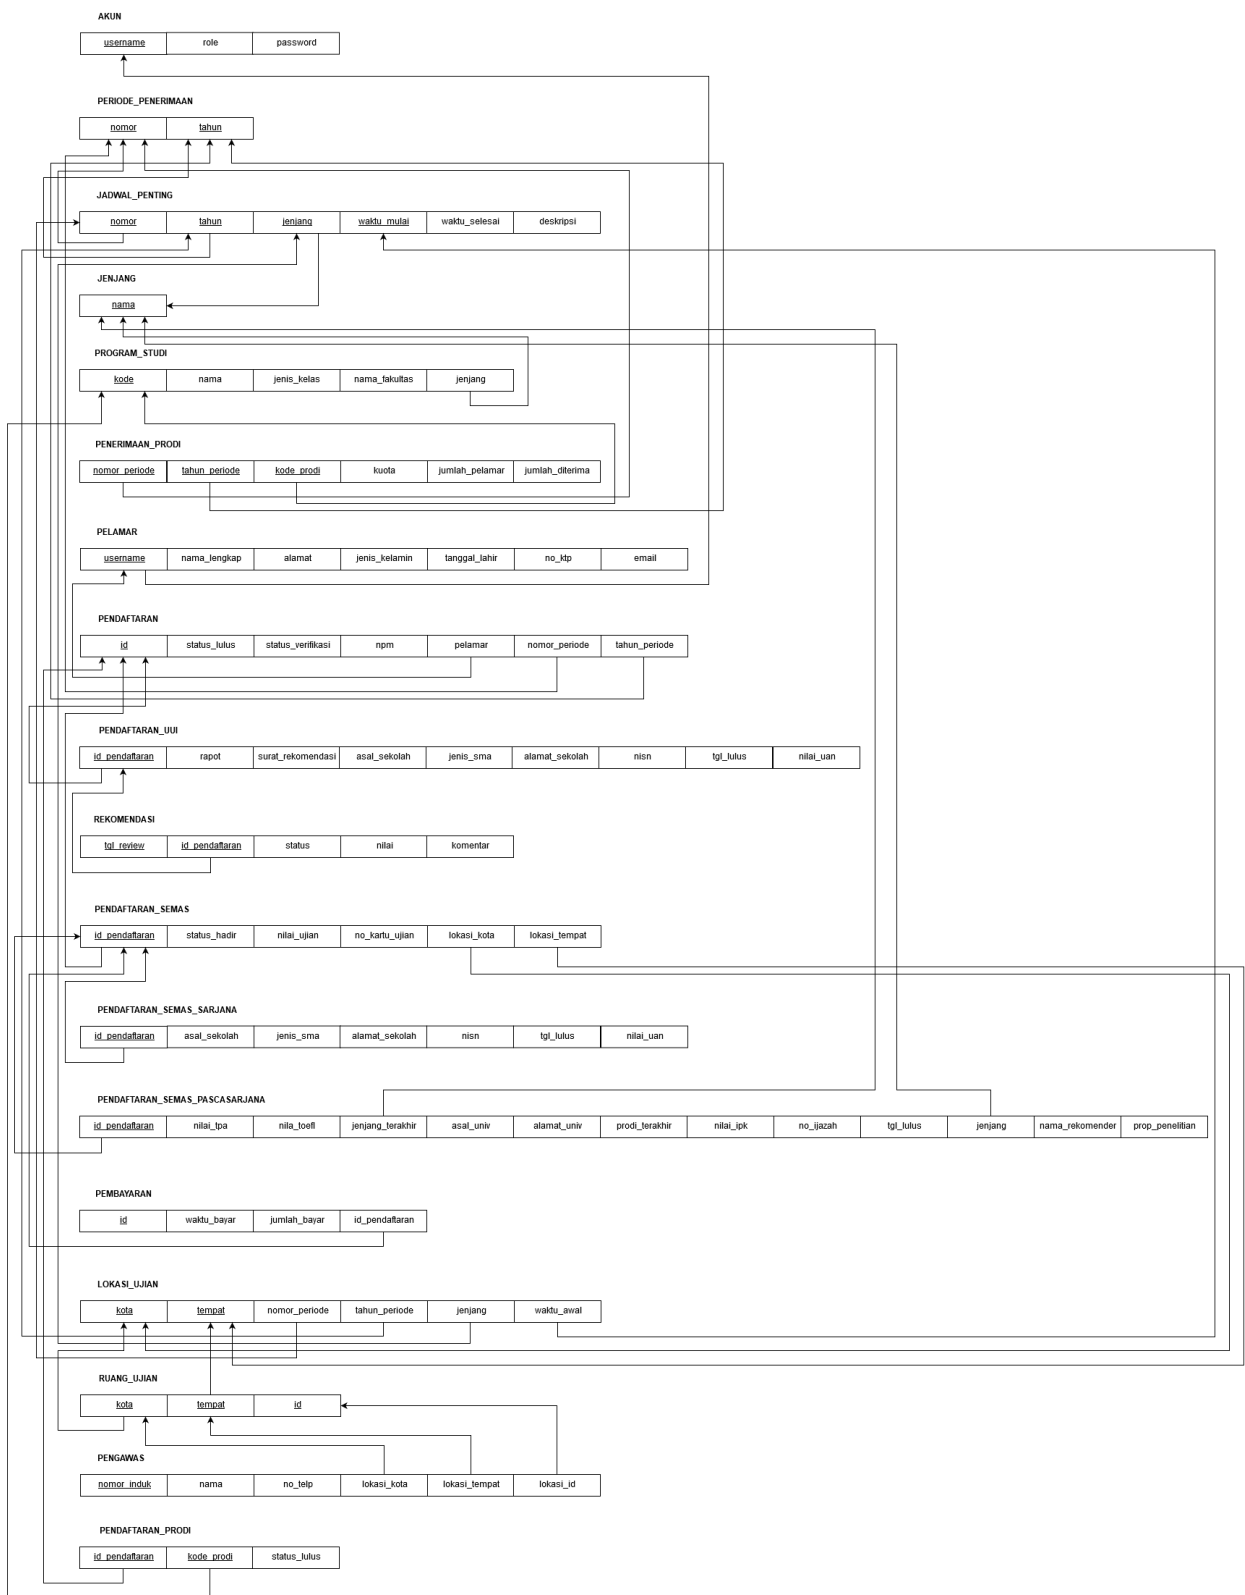 AKUN
username role password
PERIODE_PENERIMAAN
nomor tahun
JADWAL_PENTING
nomor tahun jenjang waktu_mulai waktu_selesai deskripsi
JENJANG
nama
PROGRAM_STUDI
kode nama jenis_kelas nama_fakultas jenjang
PENERIMAAN_PRODI
nomor_periode tahun_periode kode_prodi kuota jumlah_pelamar jumlah_diterima
PELAMAR
username nama_lengkap alamat jenis_kelamin tanggal_lahir no_ktp email
PENDAFTARAN
id status_lulus status_verifikasi npm pelamar nomor_periode tahun_periode
PENDAFTARAN_UUI
id_pendaftaran rapot surat_rekomendasi asal_sekolah jenis_sma alamat_sekolah nisn tgl_lulus nilai_uan
REKOMENDASI
tgl_review id_pendaftaran status nilai komentar
PENDAFTARAN_SEMAS
id_pendaftaran status_hadir nilai_ujian no_kartu_ujian lokasi_kota lokasi_tempat
PENDAFTARAN_SEMAS_SARJANA
id_pendaftaran asal_sekolah jenis_sma alamat_sekolah nisn tgl_lulus nilai_uan
PENDAFTARAN_SEMAS_PASCASARJANA
id_pendaftaran nilai_tpa nila_toefl jenjang_terakhir asal_univ alamat_univ prodi_terakhir nilai_ipk no_ijazah tgl_lulus jenjang nama_rekomender prop_penelitian
PEMBAYARAN
id waktu_bayar jumlah_bayar id_pendaftaran
LOKASI_UJIAN
kota tempat nomor_periode tahun_periode jenjang waktu_awal
RUANG_UJIAN
kota tempat id
PENGAWAS
nomor_induk nama no_telp lokasi_kota lokasi_tempat lokasi_id
PENDAFTARAN_PRODI
id_pendaftaran kode_prodi status_lulus